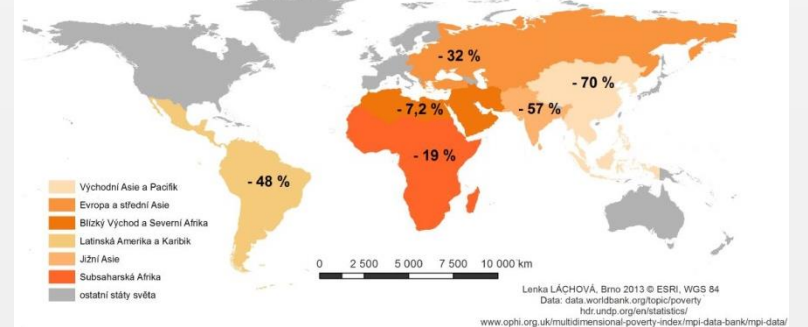 - 32 %
- 70 %
- 7,2 %
- 57 %
- 19 %
- 48 %
Východní Asie a Pacifik
Evropa a střední Asie
Blízký Východ a Severní Afrika
Latinská Amerika a Karibik
Jižní Asie
Subsaharská Afrika
ostatní státy světa
0 2 500 5 000 7 500 10 000 km
Lenka LÁCHOVÁ, Brno 2013 © ESRI, WGS 84
Data: data.worldbank.org/topic/poverty
hdr.undp.org/en/statistics/
www.ophi.org.uk/multidimensional-poverty-index/mpi-data-bank/mpi-data/